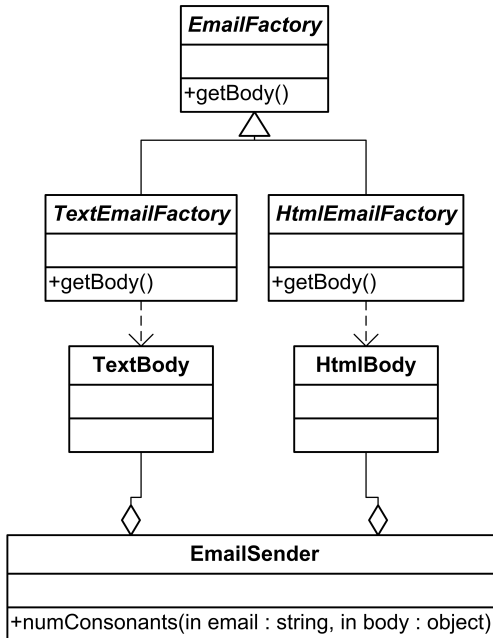 EmailFactory
+getBody()
TextEmailFactory
HtmlEmailFactory
+getBody()
+getBody()
TextBody
HtmlBody
EmailSender
+numConsonants(in email : string, in body : object)